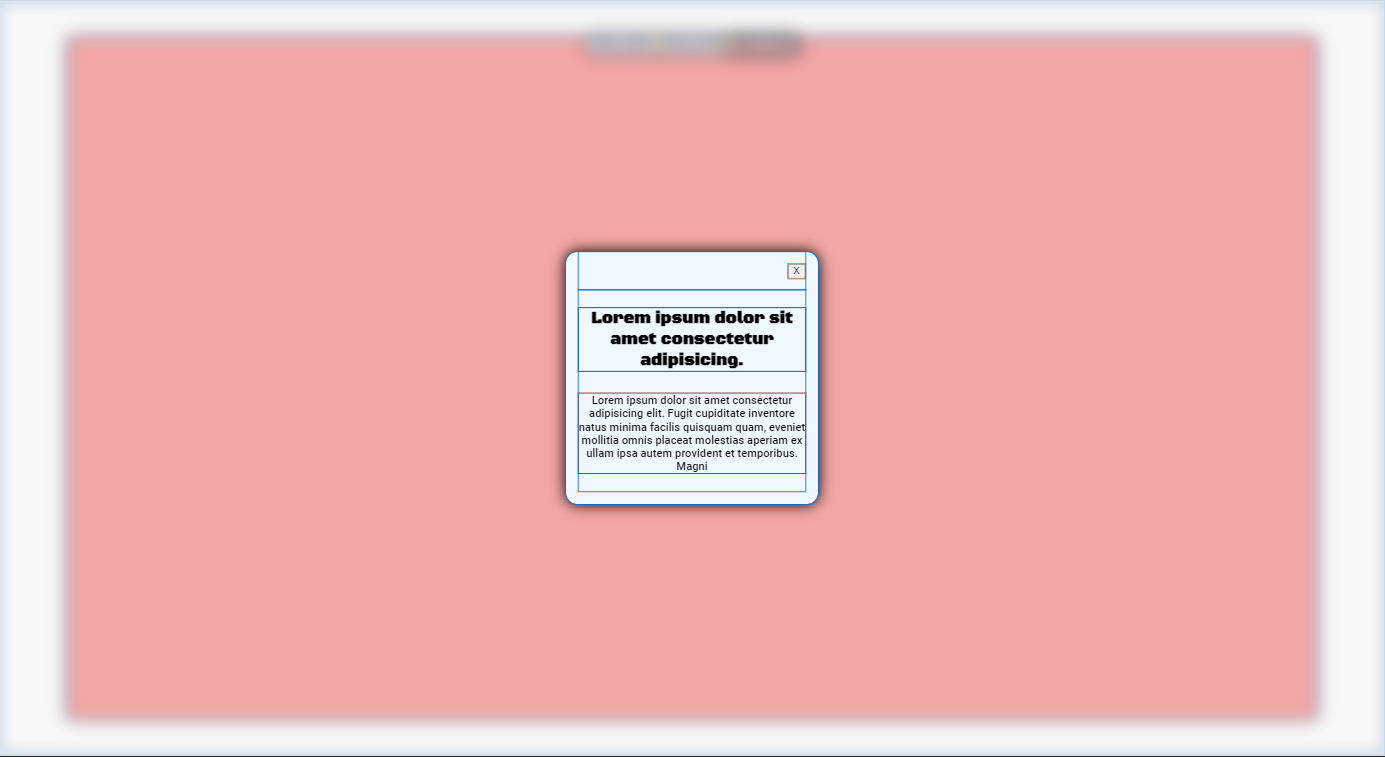 X
Lorem ipsum dolor sit
amet consectetur
adipisicing.
Lorem ipsum dolor sit amet consectetur
adipisicing elit. Fugit cupiditate inventore
natus minima facilis quisquam quam, eveniet
mollitia omnis placeat molestias aperiam ex
ullam ipsa autem provident et temporibus.
Magni